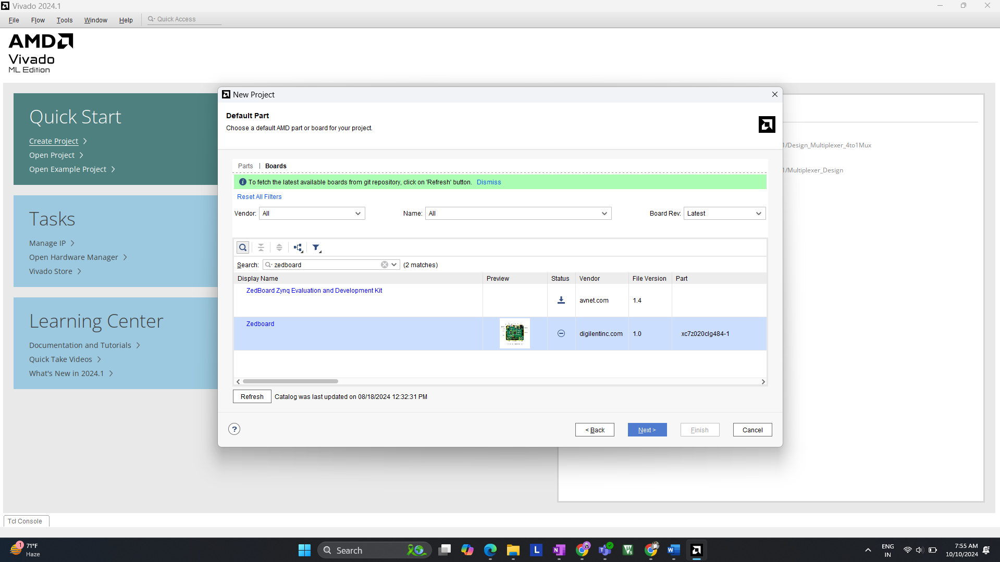 Vivado 2024.1
File Flow Tools Window Help Quick Access
AMD
Vivado
ML Edition
Quick Start
Create Project
Open Project
Open Example Project
Tasks
Manage IP
Open Hardware Manager
Vivado Store
Learning Center
Documentation and Tutorials
Quick Take Videos
What's New in 2024.1
New Project
Default Part
Choose a default AMD part or board for your project.
Parts | Boards
To fetch the latest available boards from git repository, click on 'Refresh' button. Dismiss
Reset All Filters
Vendor: All Name: All Board Rev: Latest
Search: zedboard (2 matches)
Display Name Preview Status Vendor File Version Part
ZedBoard Zynq Evaluation and Development Kit avnet.com 1.4
Zedboard digilentinc.com 1.0 xc7z020clg484-1
Refresh Catalog was last updated on 08/18/2024 12:32:31 PM
? < Back Next > Finish Cancel
1/Design_Multiplexer_4to1Mux
1/Multiplexer_Design
Tcl Console
1 71°F
Haze
Search
ENG
IN
7:55 AM
10/10/2024